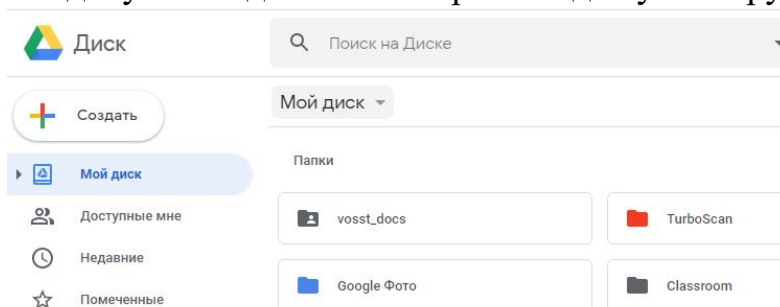 Диск
Поиск на Диске
Создать
Мой диск
Папки
Мой диск
vosst_docs
TurboScan
Доступные мне
Недавние
Google Фото
Classroom
Помеченные